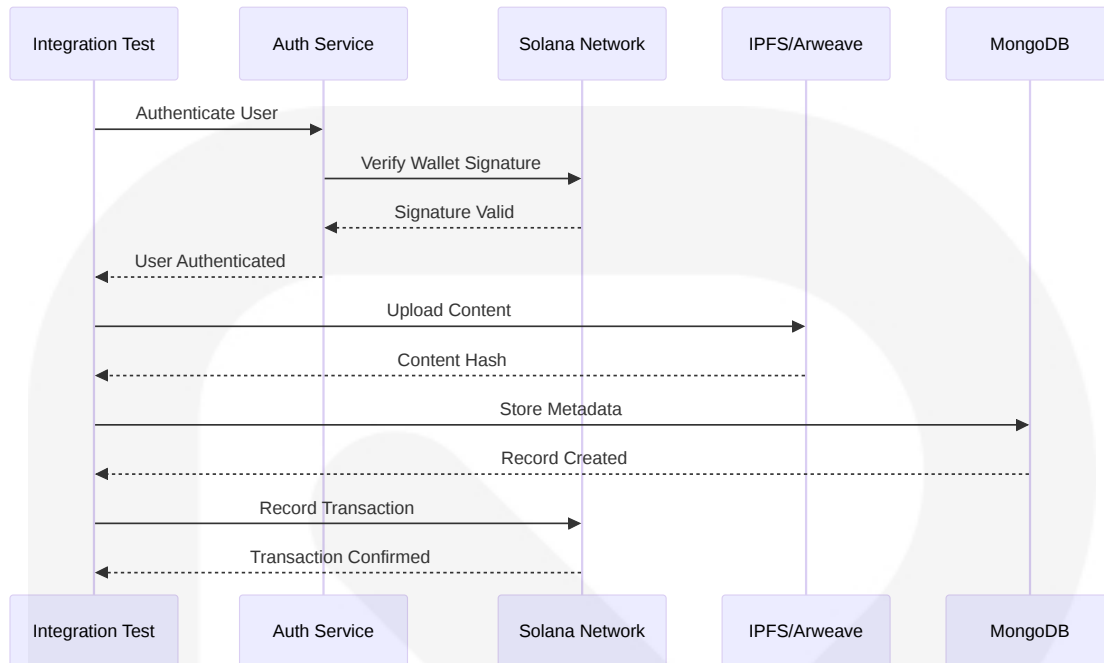 Integration Test
Auth Service
Solana Network
IPFS/Arweave
MongoDB
Authenticate User
Verify Wallet Signature
Signature Valid
User Authenticated
Upload Content
Content Hash
Store Metadata
Record Created
Record Transaction
Transaction Confirmed
Integration Test
Auth Service
Solana Network
IPFS/Arweave
MongoDB